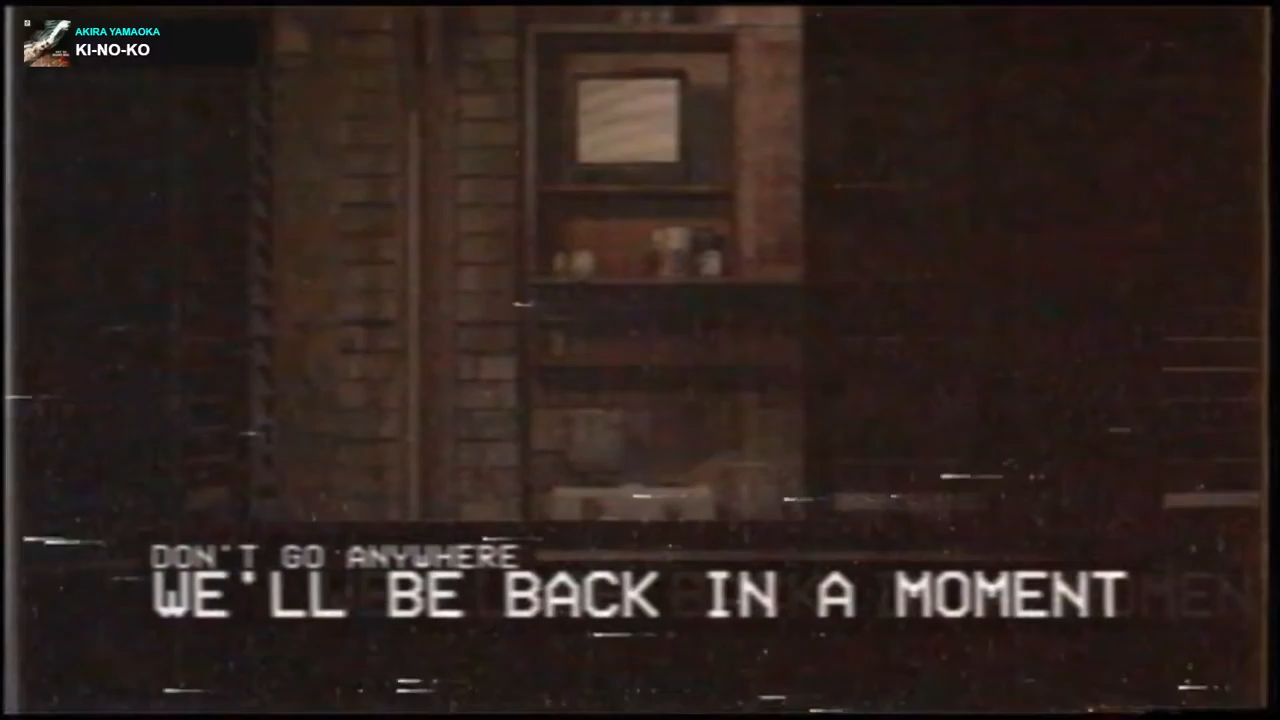 AKIRA YAMAOKA
KI-NO-KO
DON'T GO ANYWHERE
WE'LL BE BACK IN A MOMENT